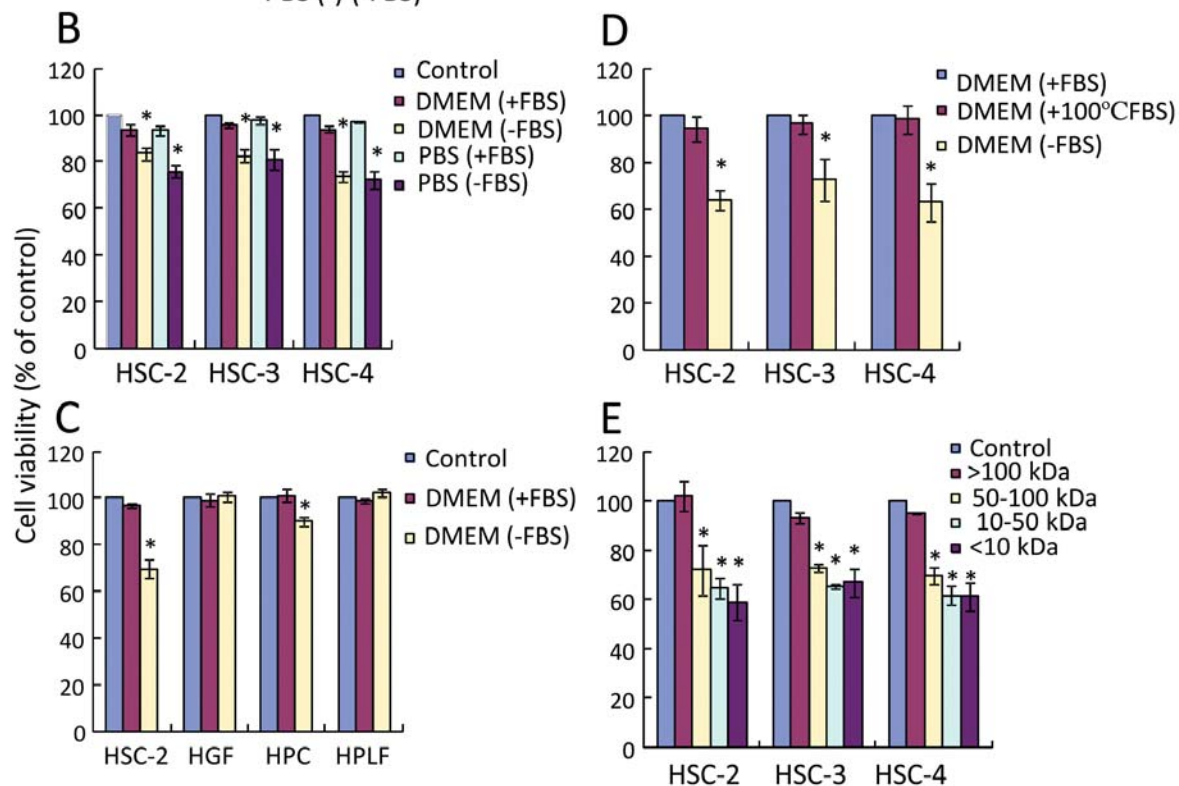 B
120
100
80
60
40
20
0
*
*
*
*
*
*
HSC-2 HSC-3 HSC-4
Control
DMEM (+FBS)
DMEM (-FBS)
PBS (+FBS)
PBS (-FBS)
D
120
100
80
60
40
20
0
*
*
*
HSC-2 HSC-3 HSC-4
DMEM (+FBS)
DMEM (+100℃FBS)
DMEM (-FBS)
Cell viability (% of control)
C
120
100
80
60
40
20
0
*
*
HSC-2 HGF HPC HPLF
Control
DMEM (+FBS)
DMEM (-FBS)
E
120
100
80
60
40
20
0
*
* *
* * *
*
* *
HSC-2 HSC-3 HSC-4
Control
>100 kDa
50-100 kDa
10-50 kDa
<10 kDa